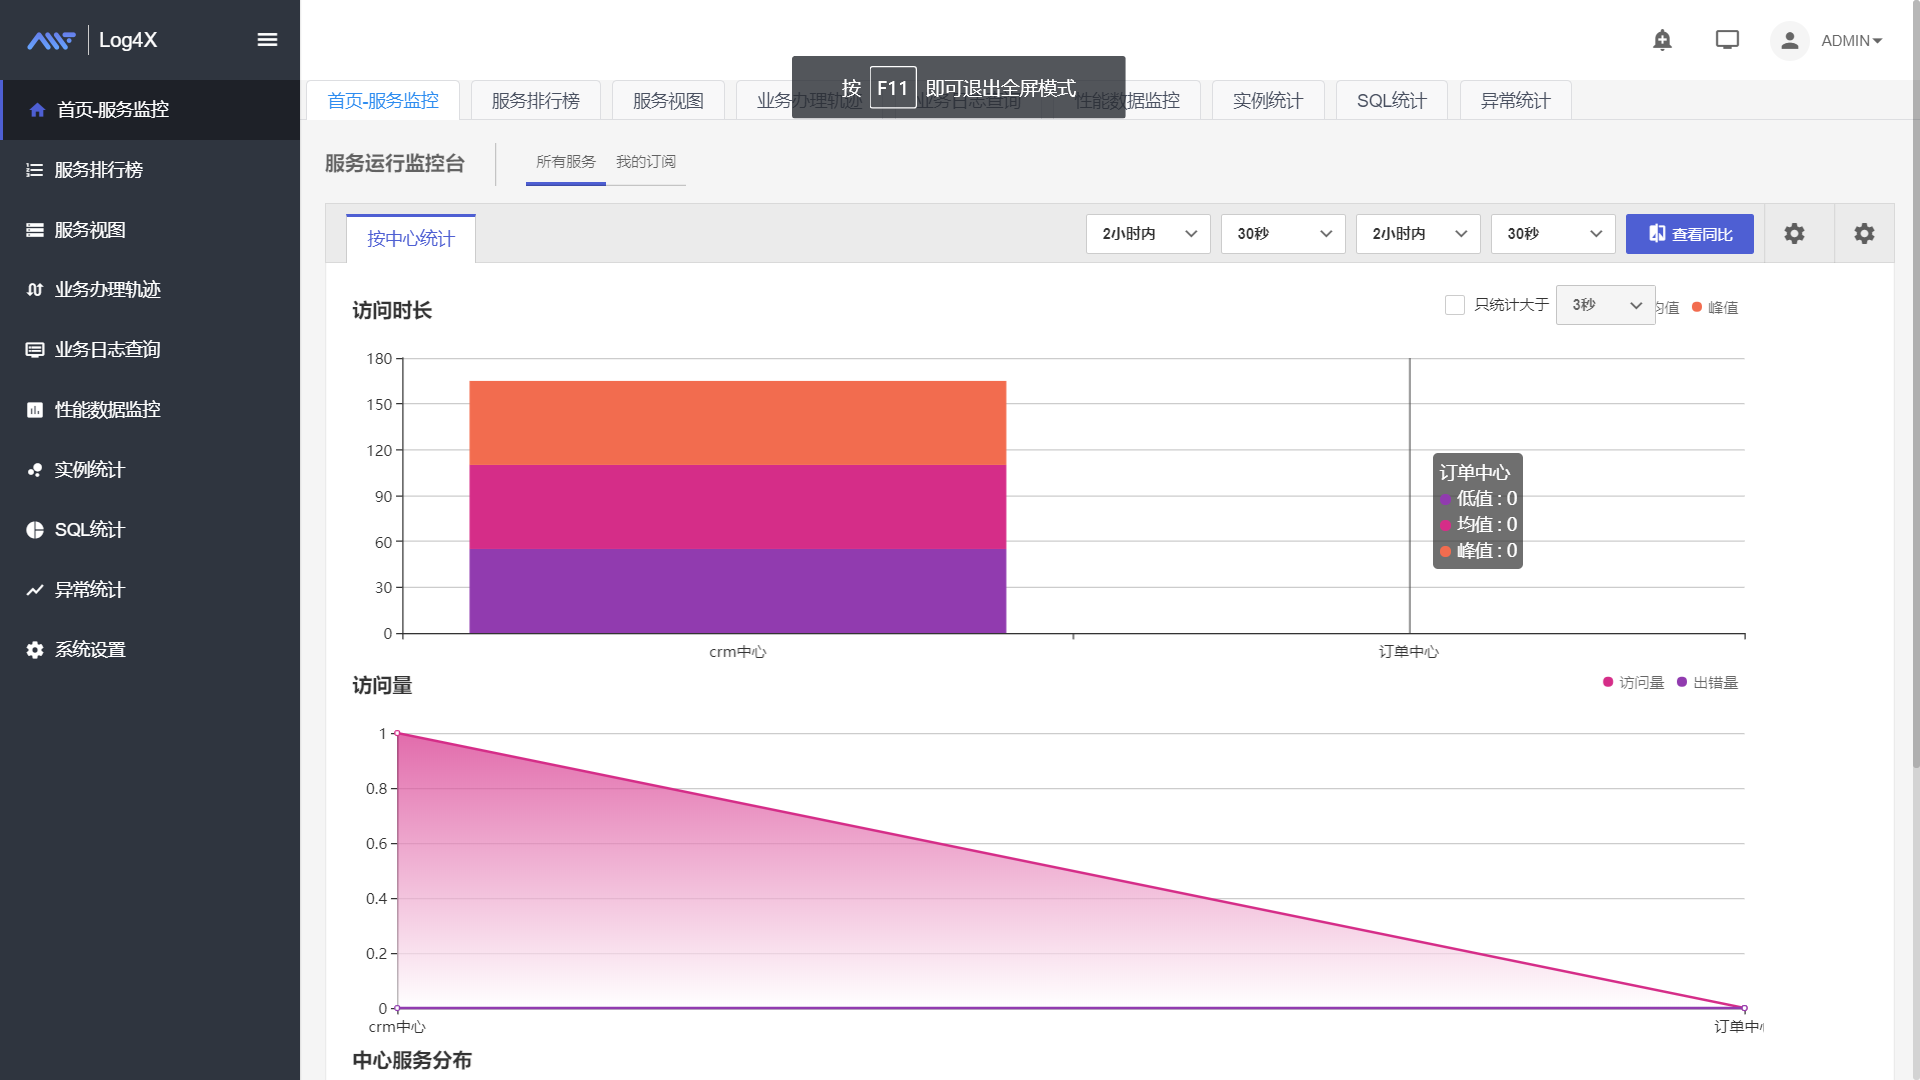 Log4X
ADMIN
按 F11 即可退出全屏模式
首页-服务监控
服务排行榜
服务视图
业务办理轨迹
业务日志查询
性能数据监控
实例统计
SQL统计
异常统计
系统设置
首页-服务监控 服务排行榜 服务视图 业务办理轨迹 业务日志查询 性能数据监控 实例统计 SQL统计 异常统计
服务运行监控台 所有服务 我的订阅
按中心统计 2小时内 30秒 2小时内 30秒 查看同比
访问时长 只统计大于 3秒 均值 峰值
180
150
120
90
60
30
0
订单中心
低值 : 0
均值 : 0
峰值 : 0
crm中心 订单中心
访问量 访问量 出错量
1
0.8
0.6
0.4
0.2
0
crm中心 订单中
中心服务分布